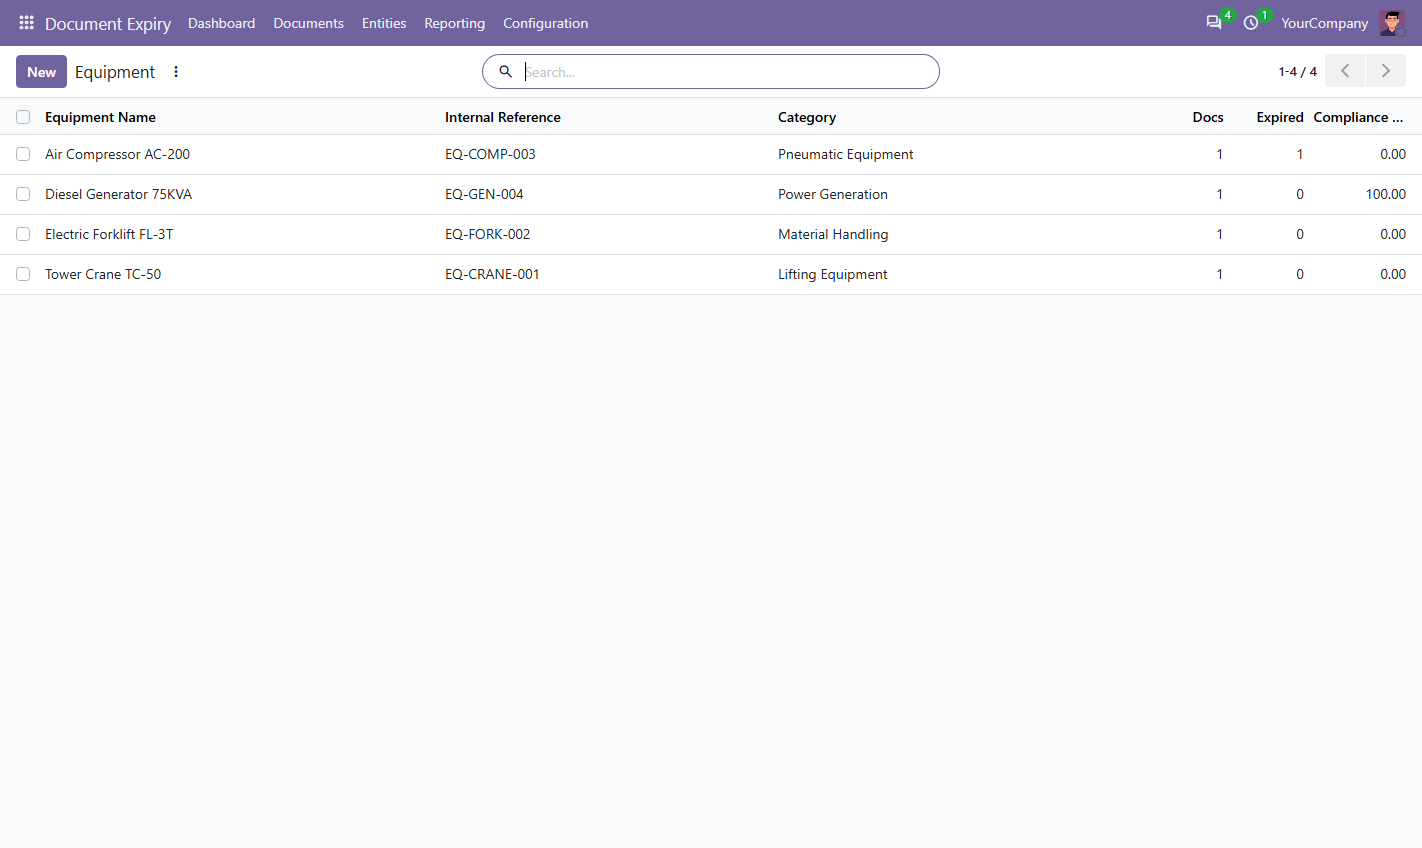 Document Expiry Dashboard Documents Entities Reporting Configuration 4 1 YourCompany
New Equipment Search... 1-4 / 4
Equipment Name Internal Reference Category Docs Expired Compliance ...
Air Compressor AC-200 EQ-COMP-003 Pneumatic Equipment 1 1 0.00
Diesel Generator 75KVA EQ-GEN-004 Power Generation 1 0 100.00
Electric Forklift FL-3T EQ-FORK-002 Material Handling 1 0 0.00
Tower Crane TC-50 EQ-CRANE-001 Lifting Equipment 1 0 0.00